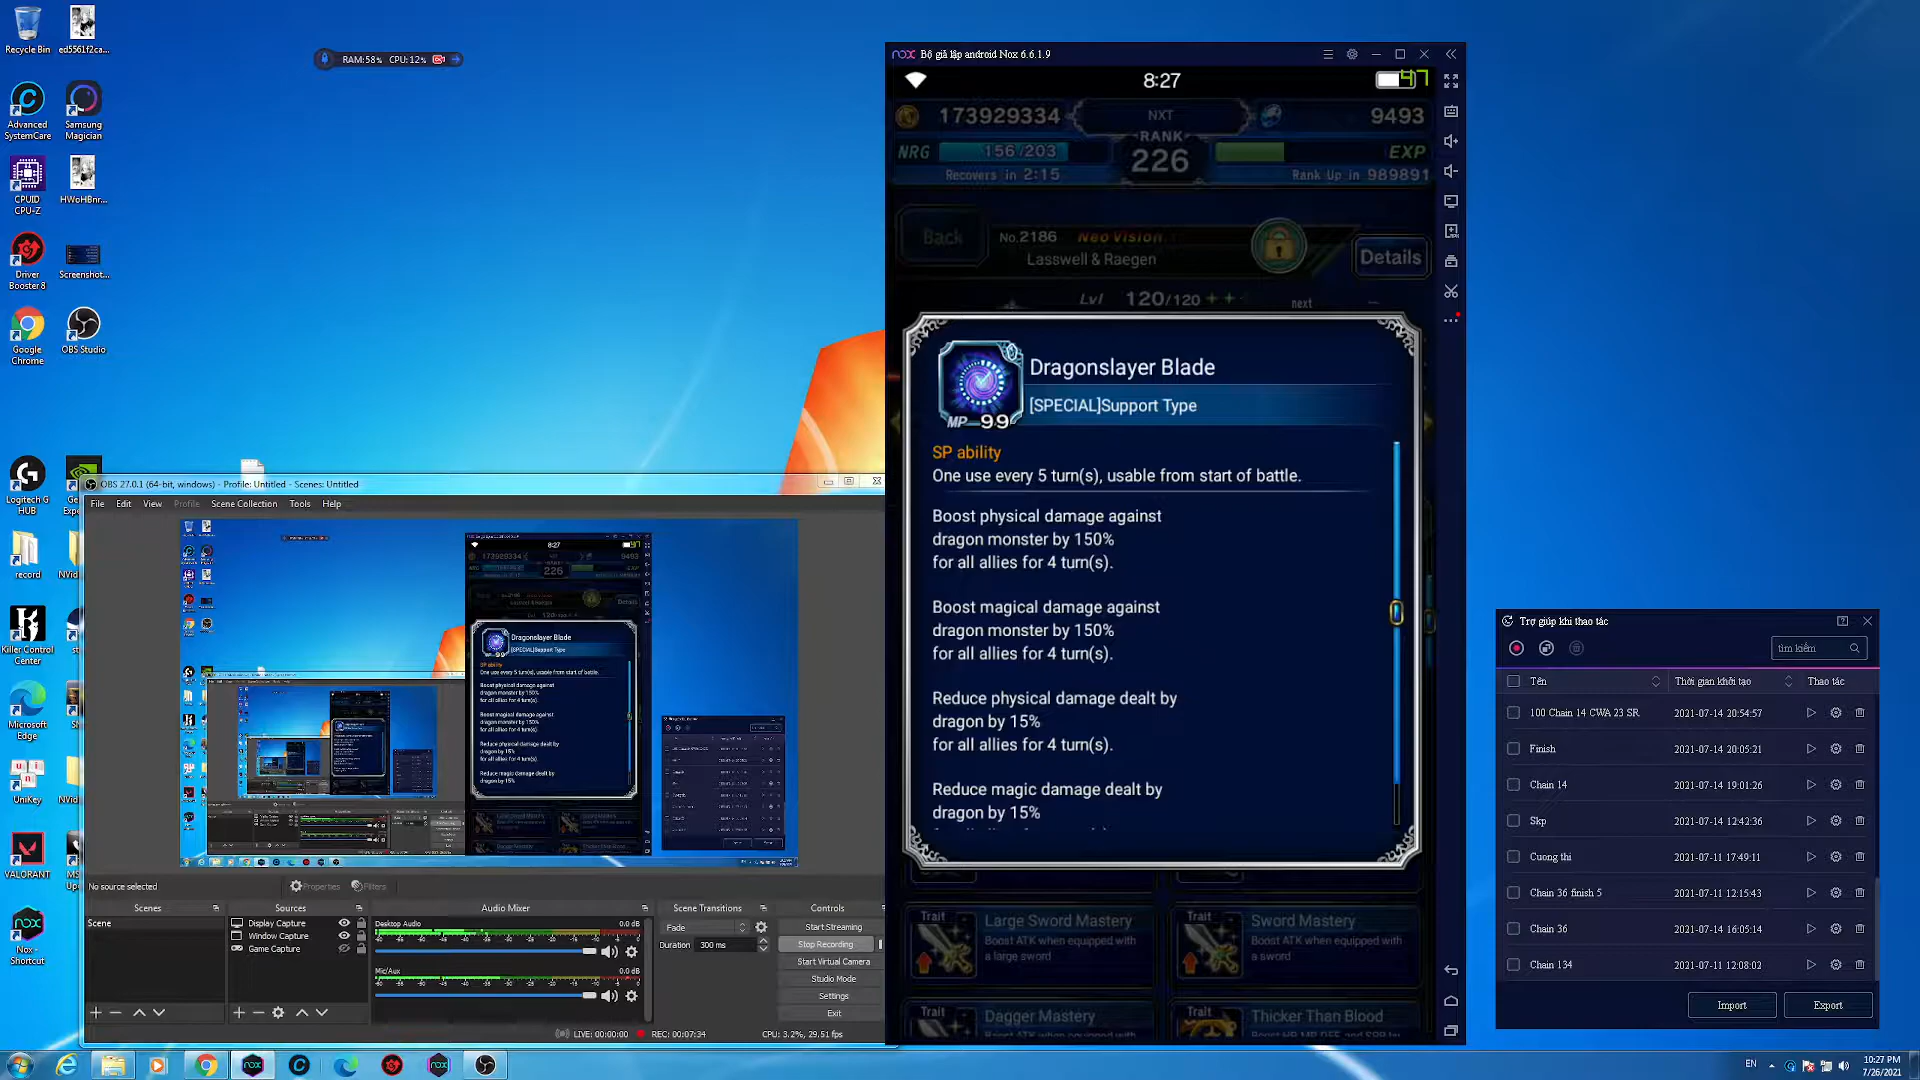 Recycle Bin
ed5561f2ca...
Advanced SystemCare
Samsung Magician
CPUID CPU-Z
HWoHBnr...
Driver Booster 8
Screenshot...
Google Chrome
OBS Studio
Logitech G HUB
record
Killer Control Center
Microsoft Edge
UniKey
VALORANT
Nox - Shortcut
RAM:58% CPU:12%
OBS 27.0.1 (64-bit, windows) - Profile: Untitled - Scenes: Untitled
File Edit View Profile Scene Collection Tools Help
No source selected
Properties Filters
Scenes
Scene
Sources
Display Capture
Window Capture
Game Capture
Audio Mixer
Desktop Audio 0.0 dB
Mic/Aux 0.0 dB
Scene Transitions
Fade
Duration 300 ms
Controls
Start Streaming
Stop Recording
Start Virtual Camera
Studio Mode
Settings
Exit
LIVE: 00:00:00 REC: 00:07:34 CPU: 3.2%, 29.51 fps
nox Bộ giả lập android Nox 6.6.1.9
8:27
47
173929334
NXT
9493
NRG 156/203
RANK
226
EXP
Recovers in 2:15
Rank Up in 989891
Back
No.2186 Neo Vision
Lasswell & Raegen
Details
Lvl 120/120 next
Dragonslayer Blade
[SPECIAL]Support Type
MP 99
SP ability
One use every 5 turn(s), usable from start of battle.
Boost physical damage against
dragon monster by 150%
for all allies for 4 turn(s).
Boost magical damage against
dragon monster by 150%
for all allies for 4 turn(s).
Reduce physical damage dealt by
dragon by 15%
for all allies for 4 turn(s).
Reduce magic damage dealt by
dragon by 15%
Trait
Large Sword Mastery
Boost ATK when equipped with
a large sword
Trait
Sword Mastery
Boost ATK when equipped with
a sword
Trait
Dagger Mastery
Trait
Thicker Than Blood
Trợ giúp khi thao tác
tìm kiếm
Tên Thời gian khởi tạo Thao tác
100 Chain 14 CWA 23 SR 2021-07-14 20:54:57
Finish 2021-07-14 20:05:21
Chain 14 2021-07-14 19:01:26
Skp 2021-07-14 12:42:36
Cuong thi 2021-07-11 17:49:11
Chain 36 finish 5 2021-07-11 12:15:43
Chain 36 2021-07-14 16:05:14
Chain 134 2021-07-11 12:08:02
Import Export
EN
10:27 PM
7/26/2021